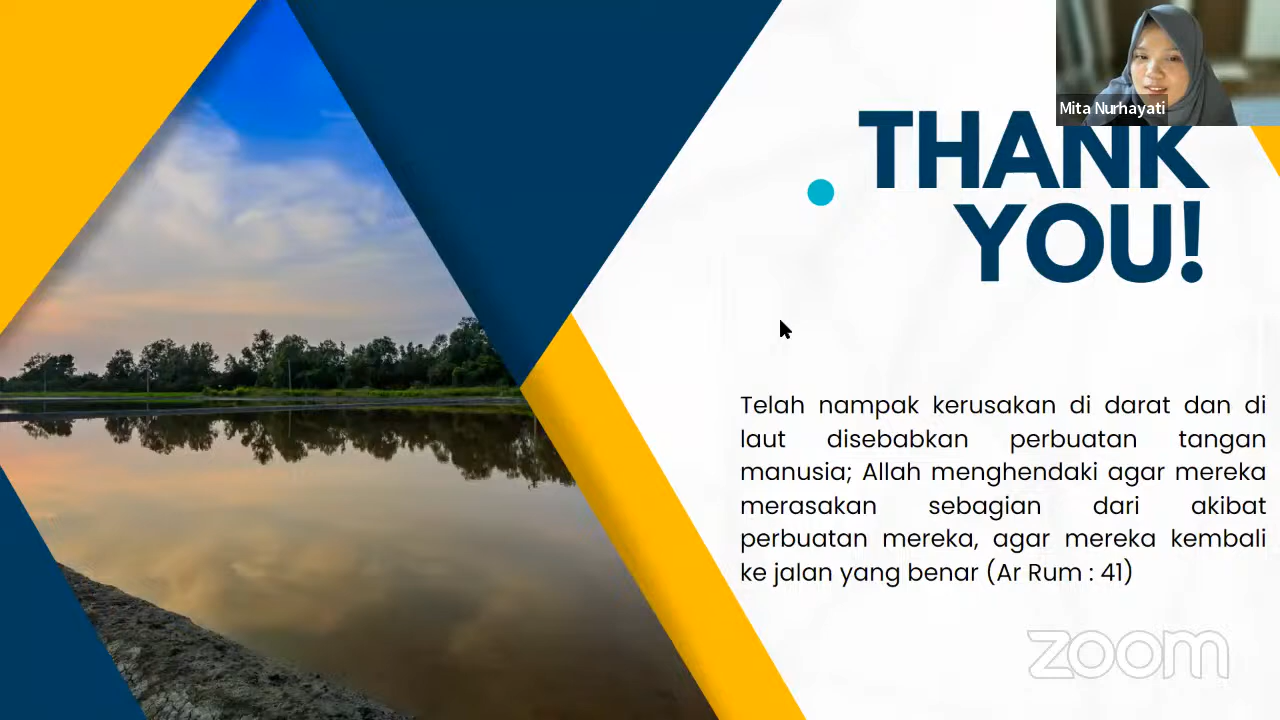 Mita Nurhayati
THANK
YOU!
Telah nampak kerusakan di darat dan di
laut disebabkan perbuatan tangan
manusia; Allah menghendaki agar mereka
merasakan sebagian dari akibat
perbuatan mereka, agar mereka kembali
ke jalan yang benar (Ar Rum : 41)
zoom